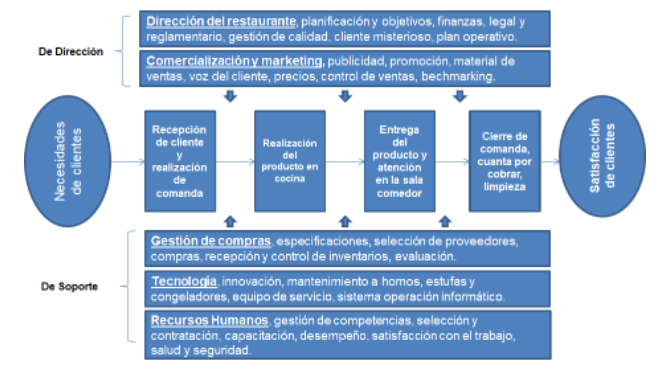 Dirección del restaurante, planificación y objetivos, finanzas, legal y
reglamentario, gestión de calidad, cliente misterioso, plan operativo.
De Dirección
Comercialización y marketing, publicidad, promoción, material de
ventas, voz del cliente, precios, control de ventas, bechmarking.
Necesidades
de clientes
Recepción
de cliente
y
realización
de
comanda
Realización
del
producto en
cocina
Entrega
del
producto y
atención
en la sala
comedor
Cierre de
comanda,
cuanta por
cobrar,
limpieza
Satisfacción
de clientes
Gestión de compras, especificaciones, selección de proveedores,
compras, recepción y control de inventarios, evaluación.
De Soporte
Tecnología, innovación, mantenimiento a hornos, estufas y
congeladores, equipo de servicio, sistema operación informático.
Recursos Humanos, gestión de competencias, selección y
contratación, capacitación, desempeño, satisfacción con el trabajo,
salud y seguridad.